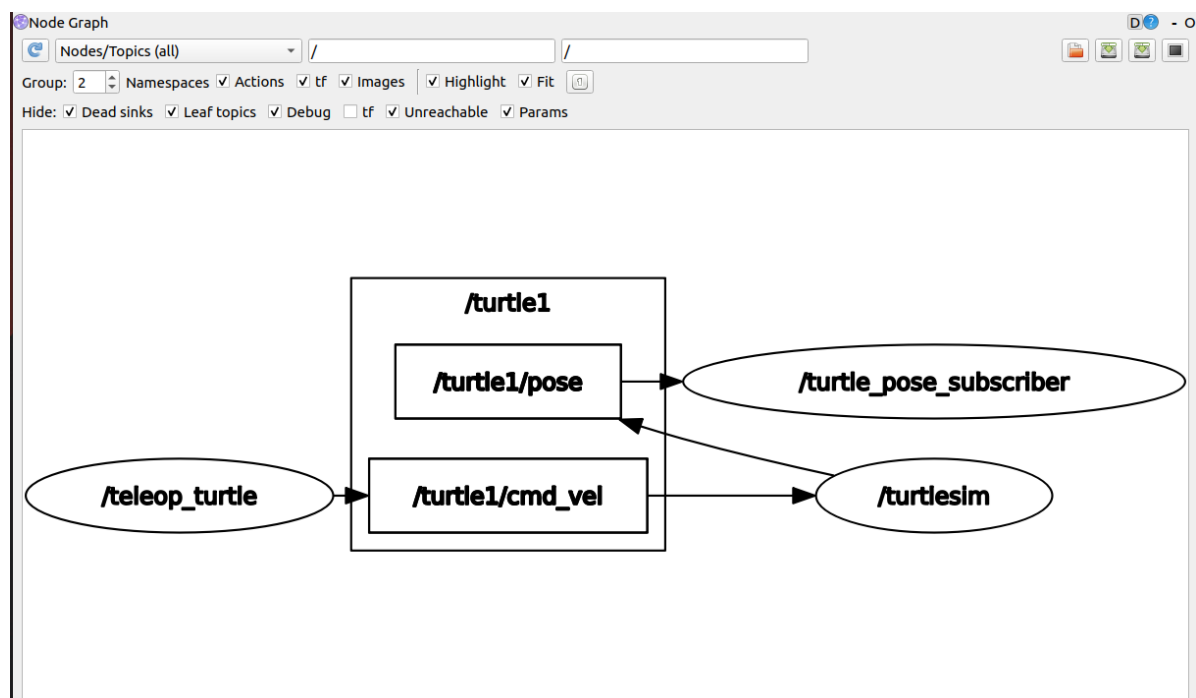 Node Graph
D? - O
Nodes/Topics (all) / /
Group: 2 Namespaces Actions tf Images Highlight Fit
Hide: Dead sinks Leaf topics Debug tf Unreachable Params
/turtle1
/turtle1/pose /turtle_pose_subscriber
/teleop_turtle /turtle1/cmd_vel /turtlesim